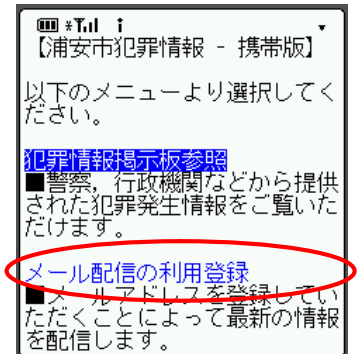 【浦安市犯罪情報 - 携帯版】
以下のメニューより選択してく
ださい。
犯罪情報掲示板参照
■警察，行政機関などから提供
された犯罪発生情報をご覧いた
だけます。
メール配信の利用登録
■メールアドレスを登録してい
ただくことによって最新の情報
を配信します。